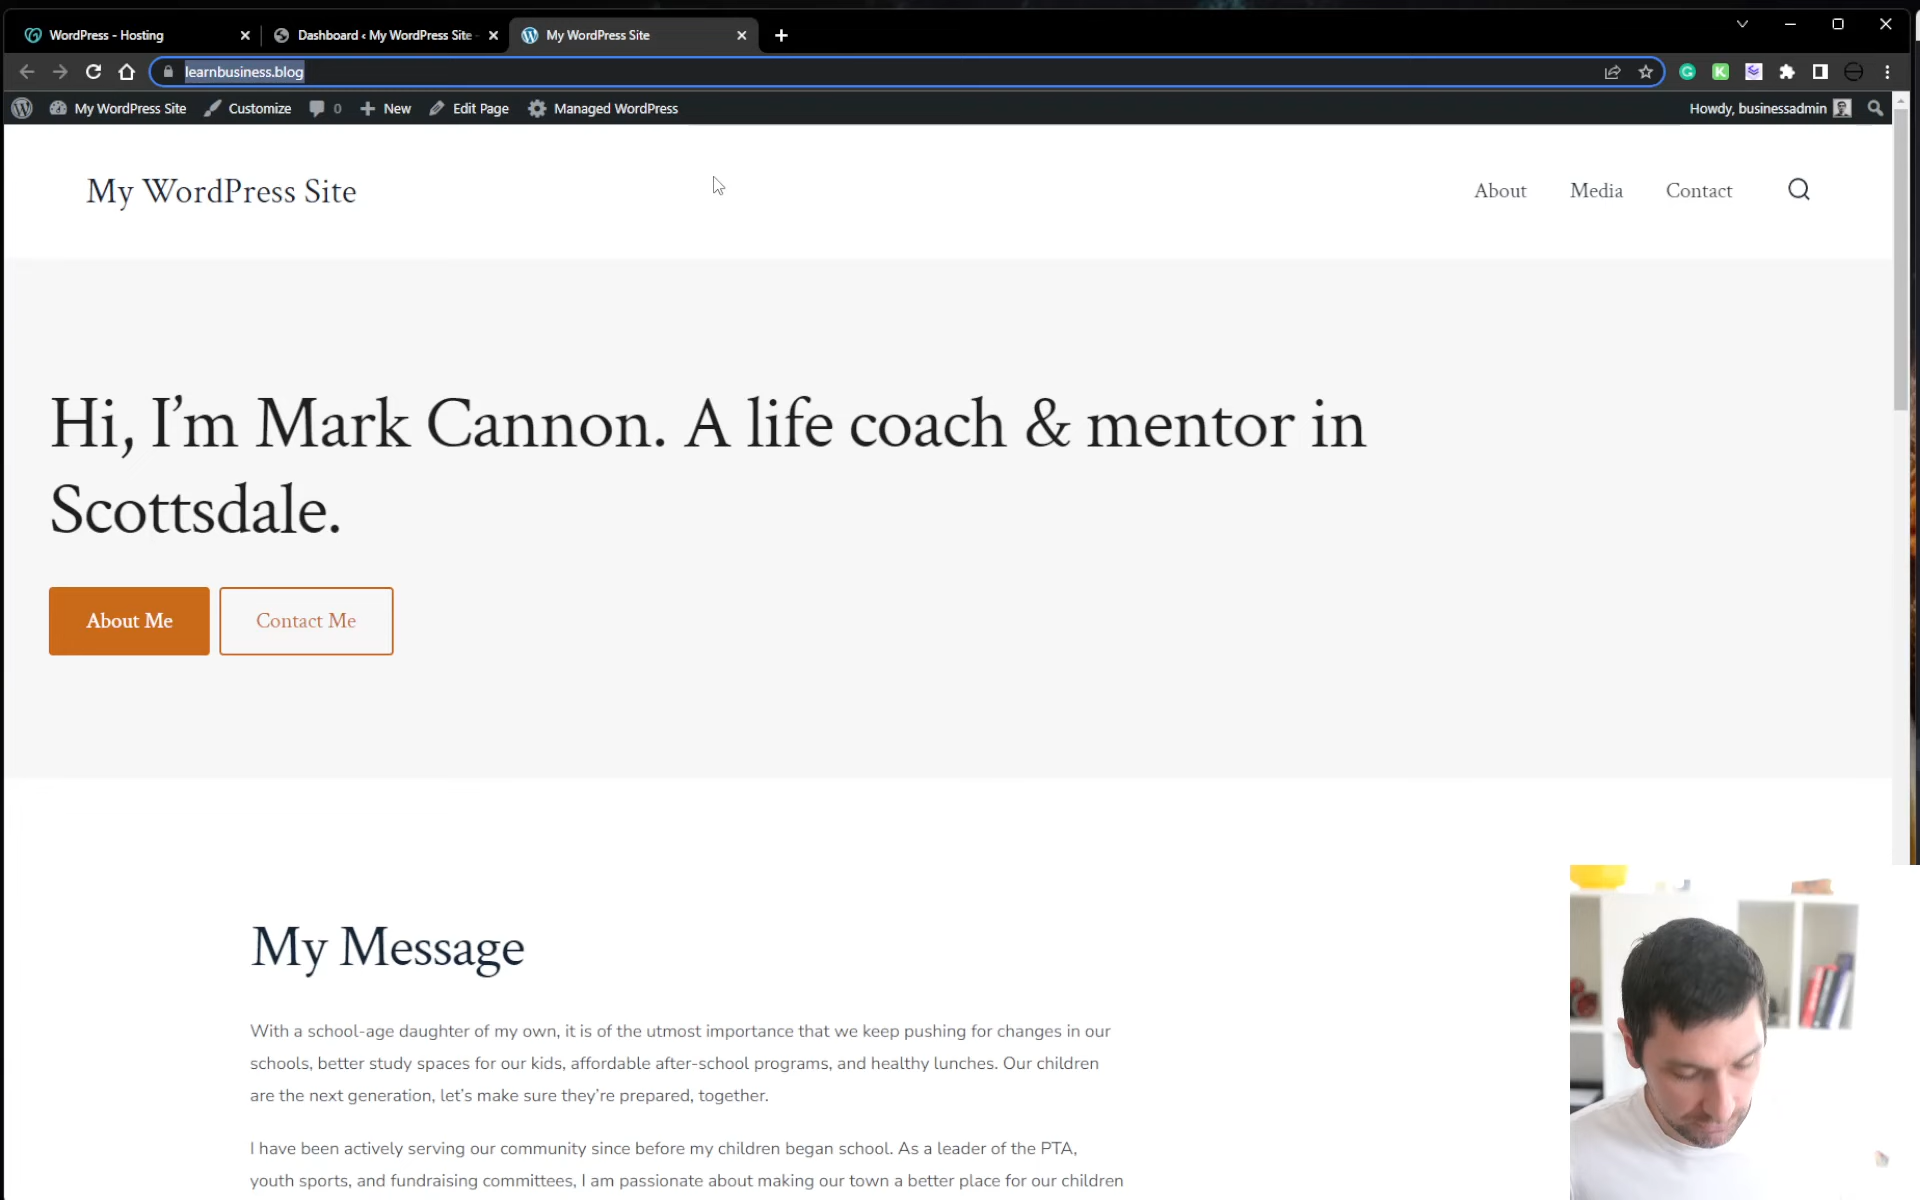 WordPress - Hosting
Dashboard ‹ My WordPress Site -
My WordPress Site
learnbusiness.blog
My WordPress Site
Customize
0
New
Edit Page
Managed WordPress
Howdy, businessadmin
My WordPress Site
About
Media
Contact
Hi, I’m Mark Cannon. A life coach & mentor in
Scottsdale.
About Me
Contact Me
My Message
With a school-age daughter of my own, it is of the utmost importance that we keep pushing for changes in our
schools, better study spaces for our kids, affordable after-school programs, and healthy lunches. Our children
are the next generation, let’s make sure they’re prepared, together.
I have been actively serving our community since before my children began school. As a leader of the PTA,
youth sports, and fundraising committees, I am passionate about making our town a better place for our children